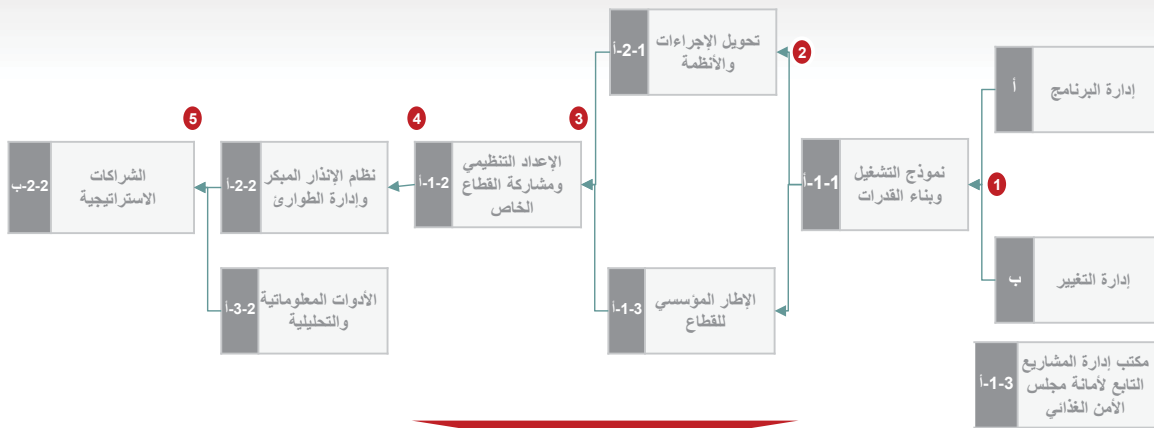 أ
إدارة البرنامج
ب
إدارة التغيير
أ-1-3
مكتب إدارة المشاريع
التابع لأمانة مجلس
الأمن الغذائي
1
أ-1-1
نموذج التشغيل
وبناء القدرات
2
أ-2-1
تحويل الإجراءات
والأنظمة
أ-1-3
الإطار المؤسسي
للقطاع
3
أ-1-2
الإعداد التنظيمي
ومشاركة القطاع
الخاص
4
أ-2-2
نظام الإنذار المبكر
وإدارة الطوارئ
أ-3-2
الأدوات المعلوماتية
والتحليلية
5
ب-2-2
الشراكات
الاستراتيجية